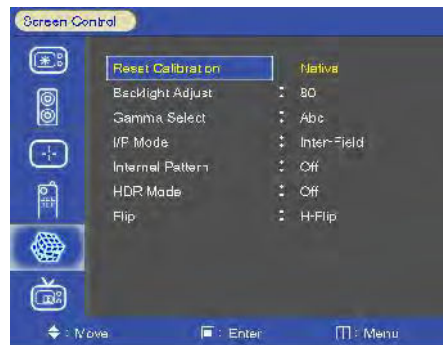 Screen Control
Reset Calibration Native
Backlight Adjust : 80
Gamma Select : Abc
I/P Mode : Inter-Field
Internal Pattern : Off
HDR Mode : Off
Flip : H-Flip
: Move : Enter : Menu